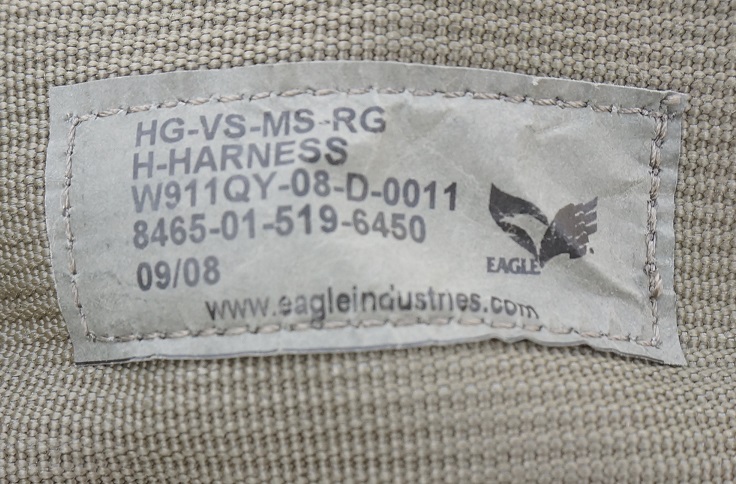 HG-VS-MS-RG
H-HARNESS
W911QY-08-D-0011
8465-01-519-6450
EAGLE
09/08
www.eagleindustries.com